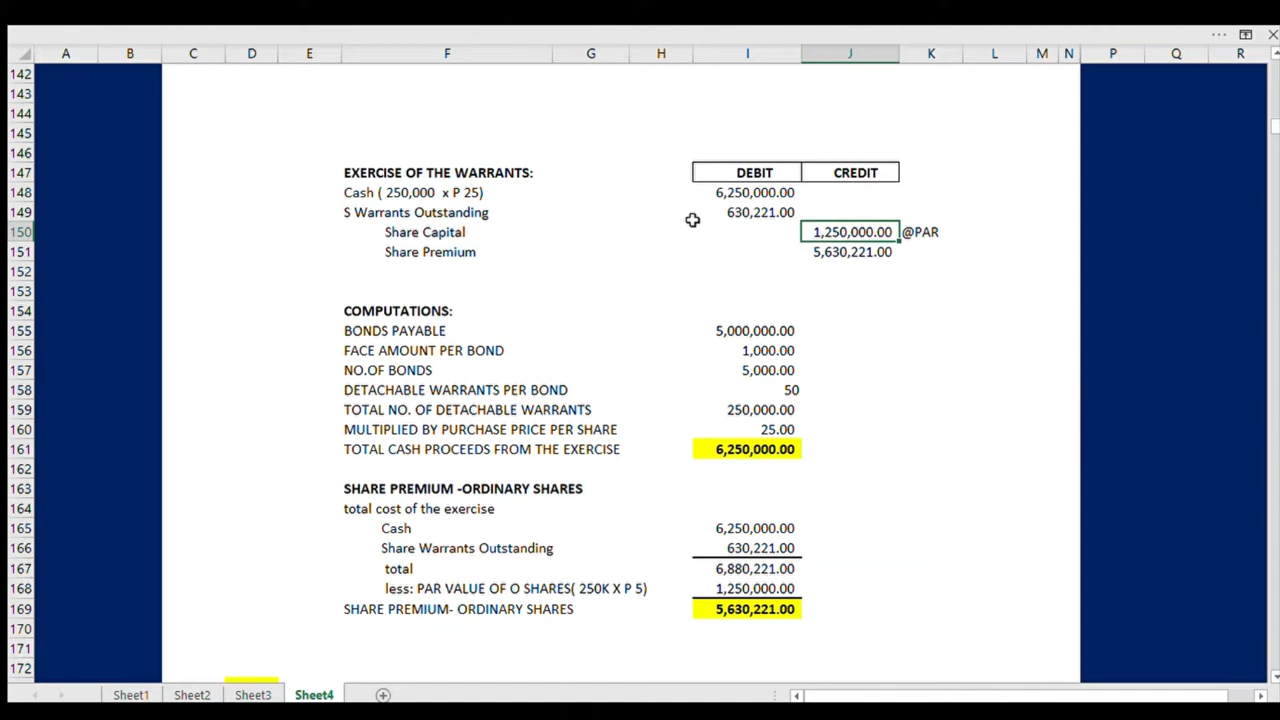 A B C D E F G H I J K L M N P Q R
142
143
144
145
146
147 EXERCISE OF THE WARRANTS: DEBIT CREDIT
148 Cash ( 250,000 x P 25) 6,250,000.00
149 S Warrants Outstanding 630,221.00
150 Share Capital 1,250,000.00 @PAR
151 Share Premium 5,630,221.00
152
153
154 COMPUTATIONS:
155 BONDS PAYABLE 5,000,000.00
156 FACE AMOUNT PER BOND 1,000.00
157 NO.OF BONDS 5,000.00
158 DETACHABLE WARRANTS PER BOND 50
159 TOTAL NO. OF DETACHABLE WARRANTS 250,000.00
160 MULTIPLIED BY PURCHASE PRICE PER SHARE 25.00
161 TOTAL CASH PROCEEDS FROM THE EXERCISE 6,250,000.00
162
163 SHARE PREMIUM -ORDINARY SHARES
164 total cost of the exercise
165 Cash 6,250,000.00
166 Share Warrants Outstanding 630,221.00
167 total 6,880,221.00
168 less: PAR VALUE OF O SHARES( 250K X P 5) 1,250,000.00
169 SHARE PREMIUM- ORDINARY SHARES 5,630,221.00
170
171
172
Sheet1 Sheet2 Sheet3 Sheet4